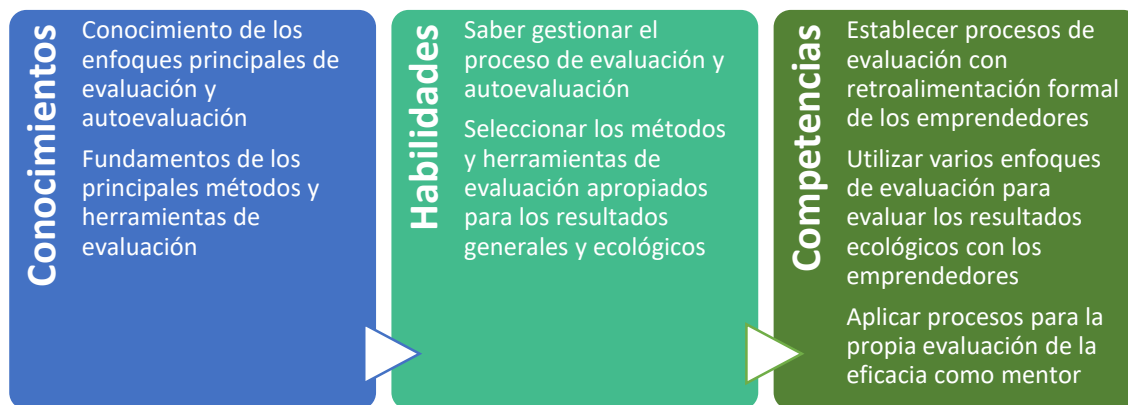 Conocimientos
Conocimiento de los
enfoques principales de
evaluación y
autoevaluación
Fundamentos de los
principales métodos y
herramientas de
evaluación
Habilidades
Saber gestionar el
proceso de evaluación y
autoevaluación
Seleccionar los métodos
y herramientas de
evaluación apropiados
para los resultados
generales y ecológicos
Competencias
Establecer procesos de
evaluación con
retroalimentación formal
de los emprendedores
Utilizar varios enfoques
de evaluación para
evaluar los resultados
ecológicos con los
emprendedores
Aplicar procesos para la
propia evaluación de la
eficacia como mentor